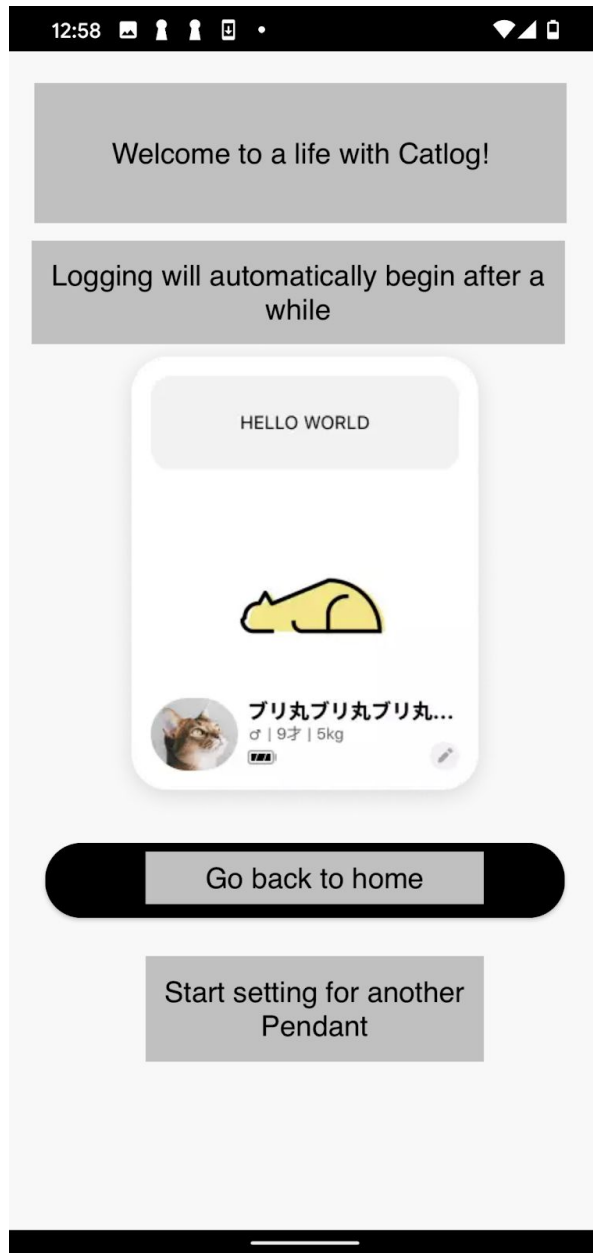 12:58
Welcome to a life with Catlog!
Logging will automatically begin after a
while
HELLO WORLD
ブリ丸ブリ丸ブリ丸...
♂ | 9才 | 5kg
Go back to home
Start setting for another
Pendant